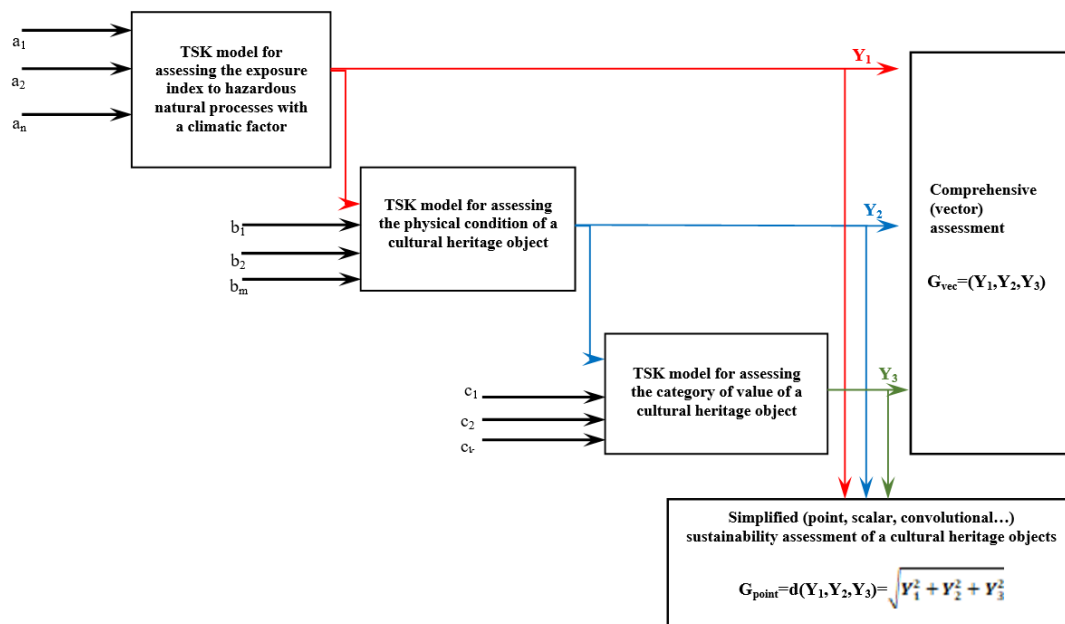 a₁
a₂
aₙ
TSK model for
assessing the exposure
index to hazardous
natural processes with
a climatic factor
Y₁
b₁
b₂
bₘ
TSK model for assessing
the physical condition of a
cultural heritage object
Y₂
c₁
c₂
cₖ
TSK model for assessing
the category of value of a
cultural heritage object
Y₃
Comprehensive
(vector)
assessment
Gᵥₑc=(Y₁,Y₂,Y₃)
Simplified (point, scalar, convolutional…)
sustainability assessment of a cultural heritage objects
Gₚₒᵢₙₜ=d(Y₁,Y₂,Y₃)=√(Y₁²+Y₂²+Y₃²)